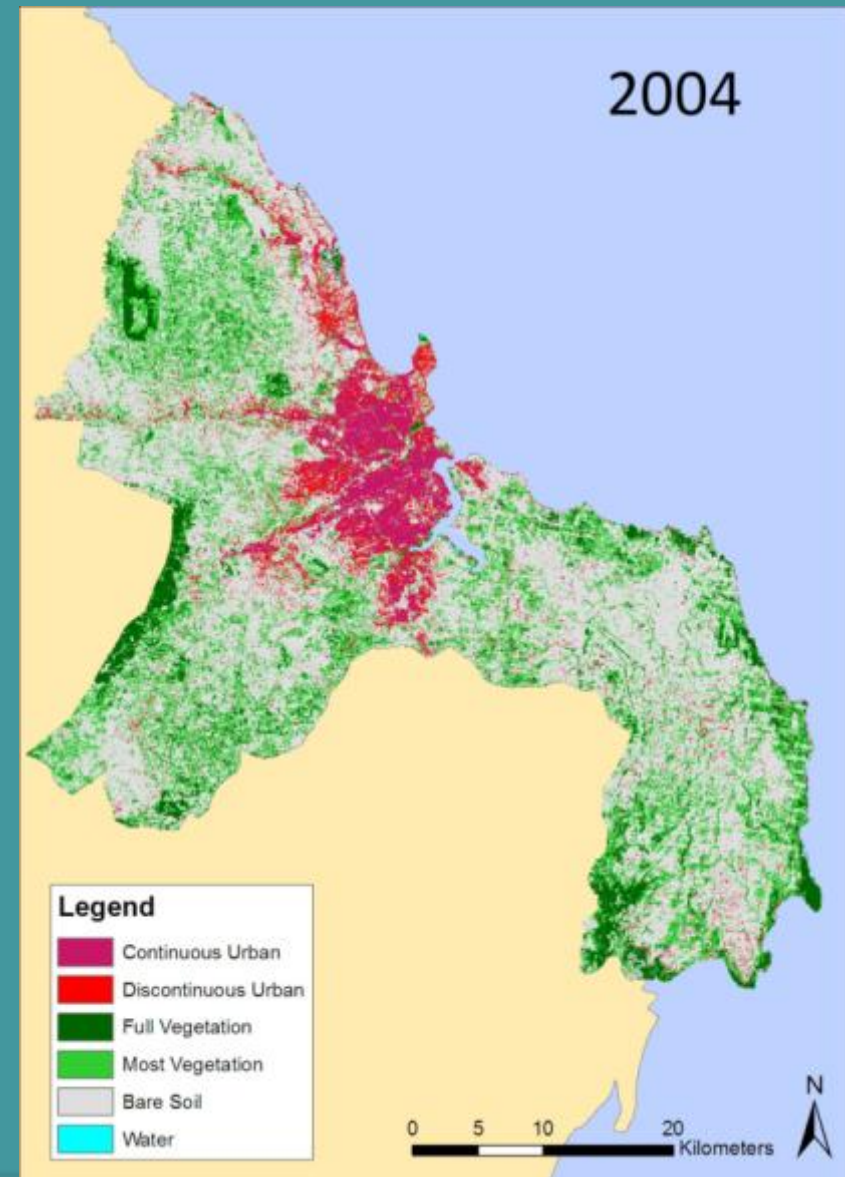 2004
Legend
Continuous Urban
Discontinuous Urban
Full Vegetation
Most Vegetation
Bare Soil
Water
N
0 5 10 20
Kilometers